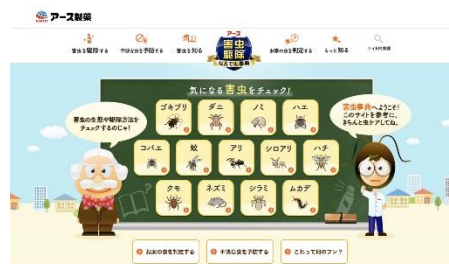 アース製薬
害虫を駆除する
不快な虫を予防する
害虫を知る
アース
害虫
駆除
なんでも事典
お家の虫を判定する
もっと知る
サイト内検索
気になる害虫をチェック!
ゴキブリ
ダニ
ノミ
ハエ
コバエ
蚊
アリ
シロアリ
ハチ
クモ
ネズミ
シラミ
ムカデ
害虫の生態や駆除方法を
チェックするのじゃ!
害虫事典へようこそ!
このサイトを参考に、
きちんと虫ケアしてね。
お家の虫を判定する
不快な虫を予防する
これって何のフン?